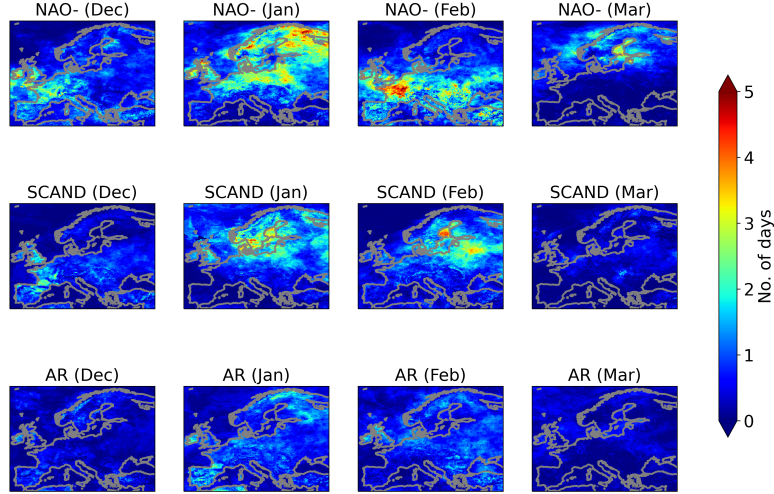 NAO- (Dec)
NAO- (Jan)
NAO- (Feb)
NAO- (Mar)
SCAND (Dec)
SCAND (Jan)
SCAND (Feb)
SCAND (Mar)
AR (Dec)
AR (Jan)
AR (Feb)
AR (Mar)
5
4
3
2
1
0
No. of days